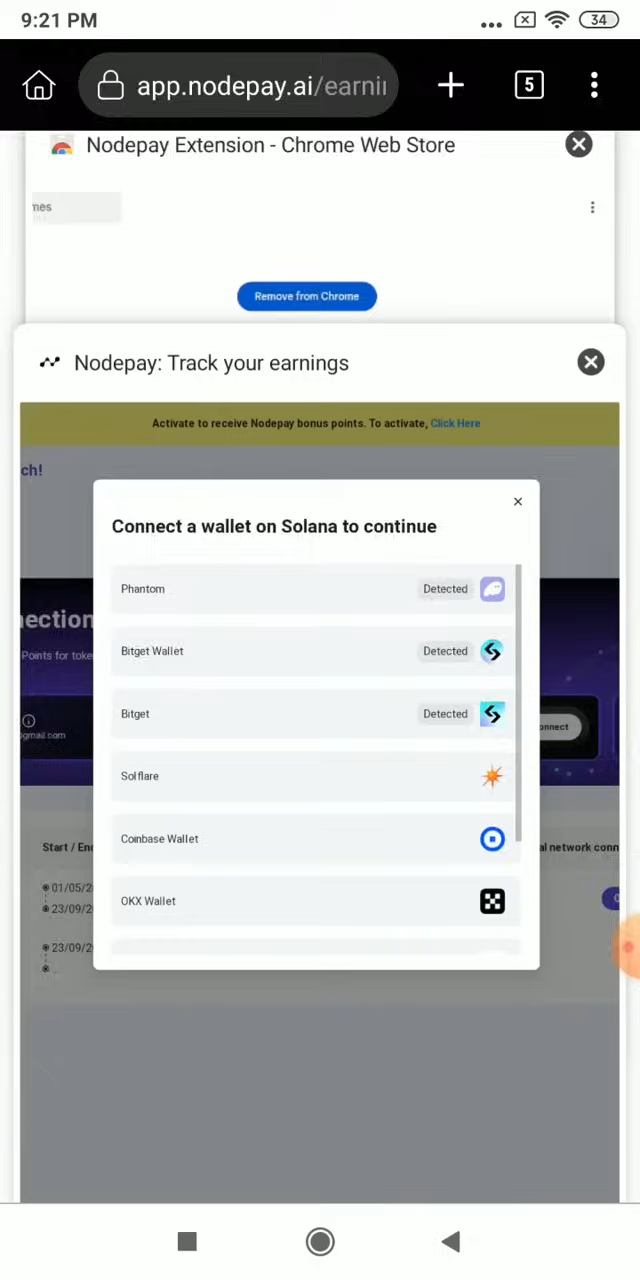 9:21 PM
34
app.nodepay.ai/earnin
5
Nodepay Extension - Chrome Web Store
mes
Remove from Chrome
Nodepay: Track your earnings
Activate to receive Nodepay bonus points. To activate, Click Here
ch!
Connect a wallet on Solana to continue
nection
Points for toke
gmail.com
onnect
Phantom Detected
Bitget Wallet Detected
Bitget Detected
Solflare
Coinbase Wallet
OKX Wallet
Start / En
al network conn
01/05/2
23/09/2
23/09/2